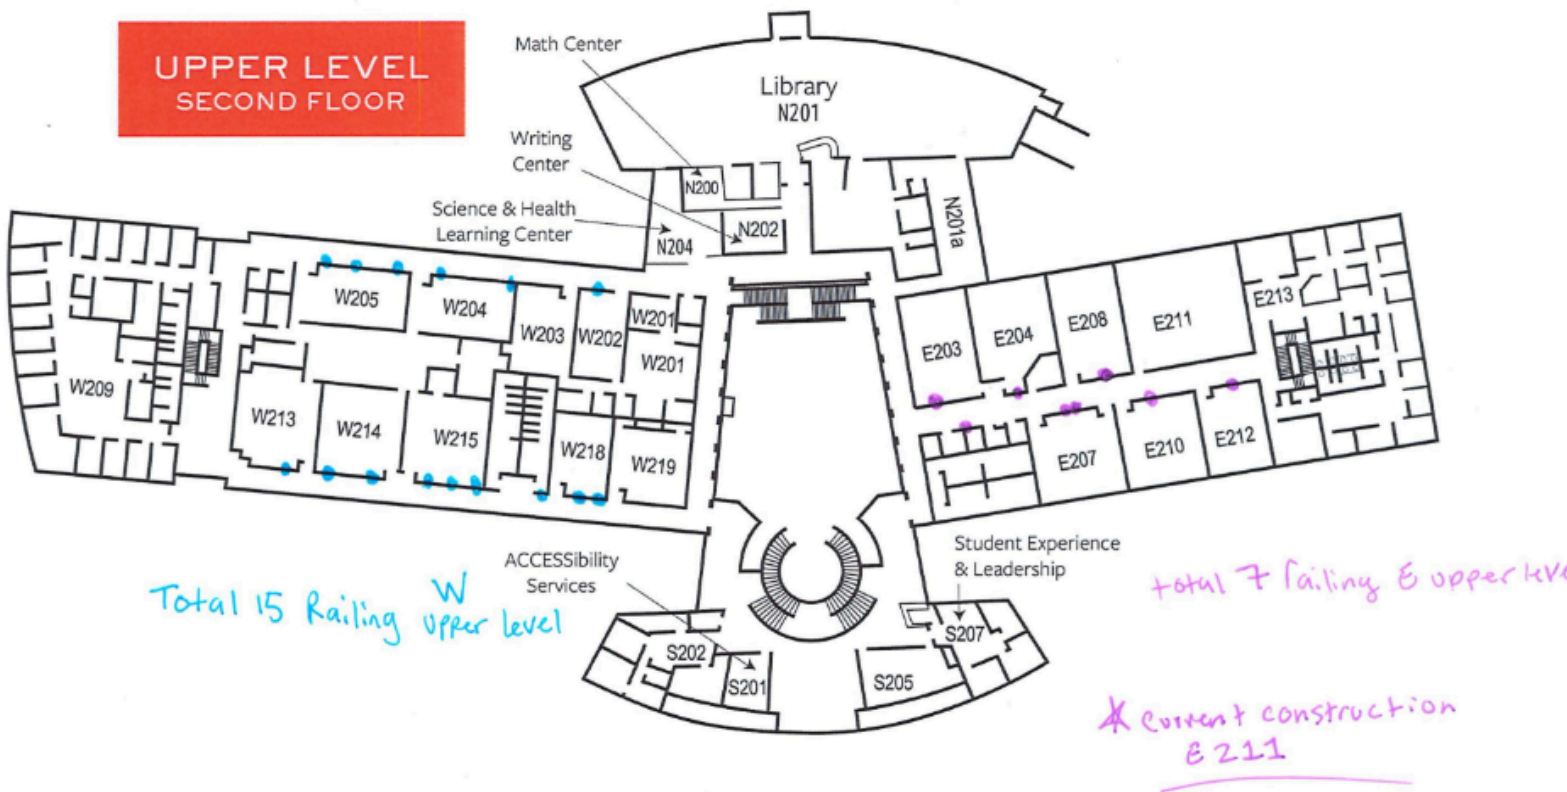 UPPER LEVEL
SECOND FLOOR
Math Center
Library
N201
Writing
Center
N200
Science & Health
Learning Center
N202
N204
N201a
W205
W204
W203
W202
W201
W201
W209
W213
W214
W215
W218
W219
E203
E204
E208
E211
E213
E207
E210
E212
ACCESSibility
Services
Student Experience
& Leadership
S202
S201
S205
S207
Total 15 Railing W upper level
total 7 railing E upper leve
* Current construction
E211